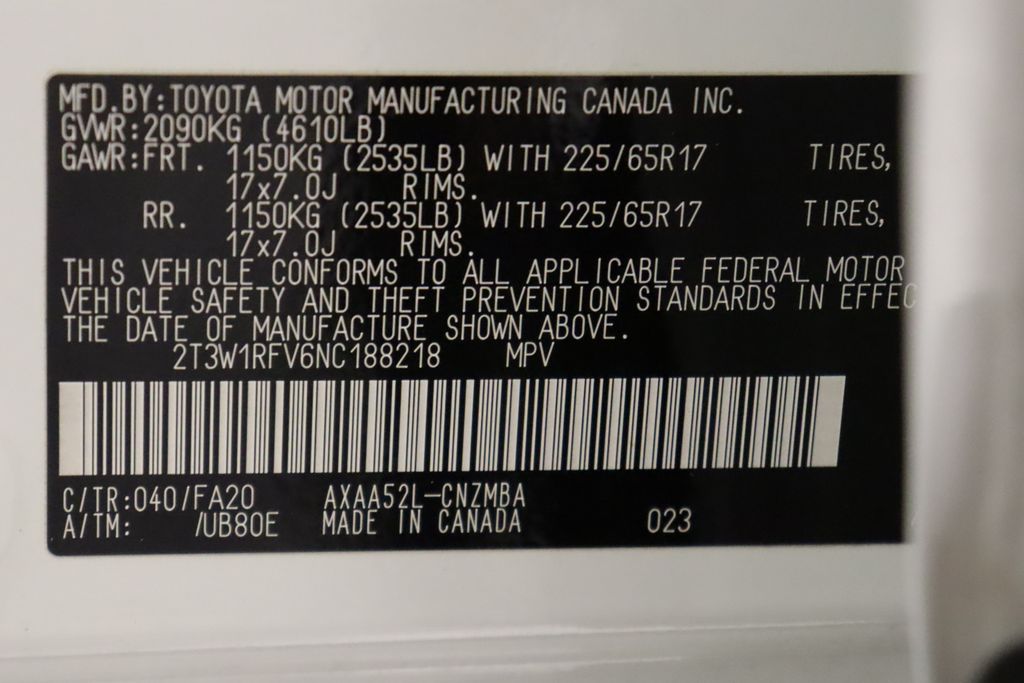 MFD.BY:TOYOTA MOTOR MANUFACTURING CANADA INC.
GVWR:2090KG (4610LB)
GAWR:FRT. 1150KG (2535LB) WITH 225/65R17 TIRES,
17x7.0J RIMS.
RR. 1150KG (2535LB) WITH 225/65R17 TIRES,
17x7.0J RIMS.
THIS VEHICLE CONFORMS TO ALL APPLICABLE FEDERAL MOTOR
VEHICLE SAFETY AND THEFT PREVENTION STANDARDS IN EFFEC
THE DATE OF MANUFACTURE SHOWN ABOVE.
2T3W1RFV6NC188218 MPV
C/TR:040/FA20 AXAA52L-CNZMBA
A/TM: /UB80E MADE IN CANADA 023